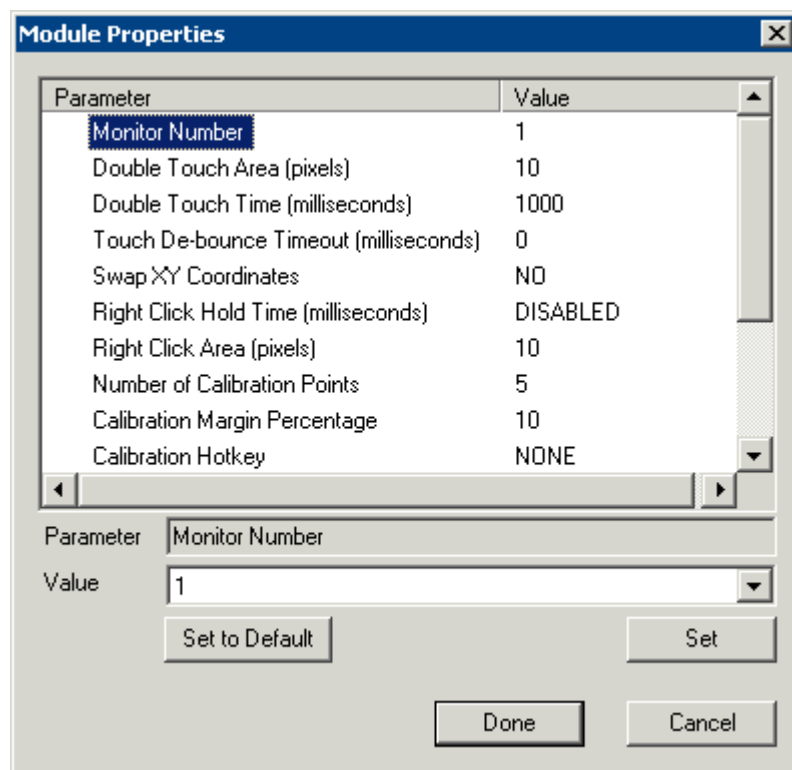 Module Properties
Parameter Value
Monitor Number 1
Double Touch Area (pixels) 10
Double Touch Time (milliseconds) 1000
Touch De-bounce Timeout (milliseconds) 0
Swap XY Coordinates NO
Right Click Hold Time (milliseconds) DISABLED
Right Click Area (pixels) 10
Number of Calibration Points 5
Calibration Margin Percentage 10
Calibration Hotkey NONE
Parameter Monitor Number
Value 1
Set to Default Set
Done Cancel